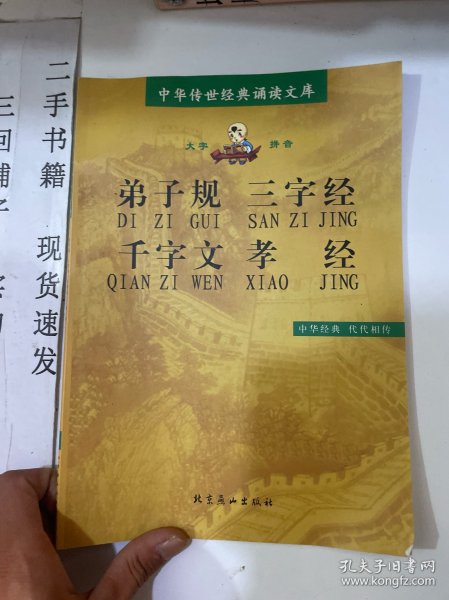 中华传世经典诵读文库
大字 拼音
弟子规 三字经
DI ZI GUI SAN ZI JING
千字文 孝 经
QIAN ZI WEN XIAO JING
中华经典 代代相传
北京燕山出版社
二手书籍 现货速发
孔夫子旧书网
www.kongfz.com